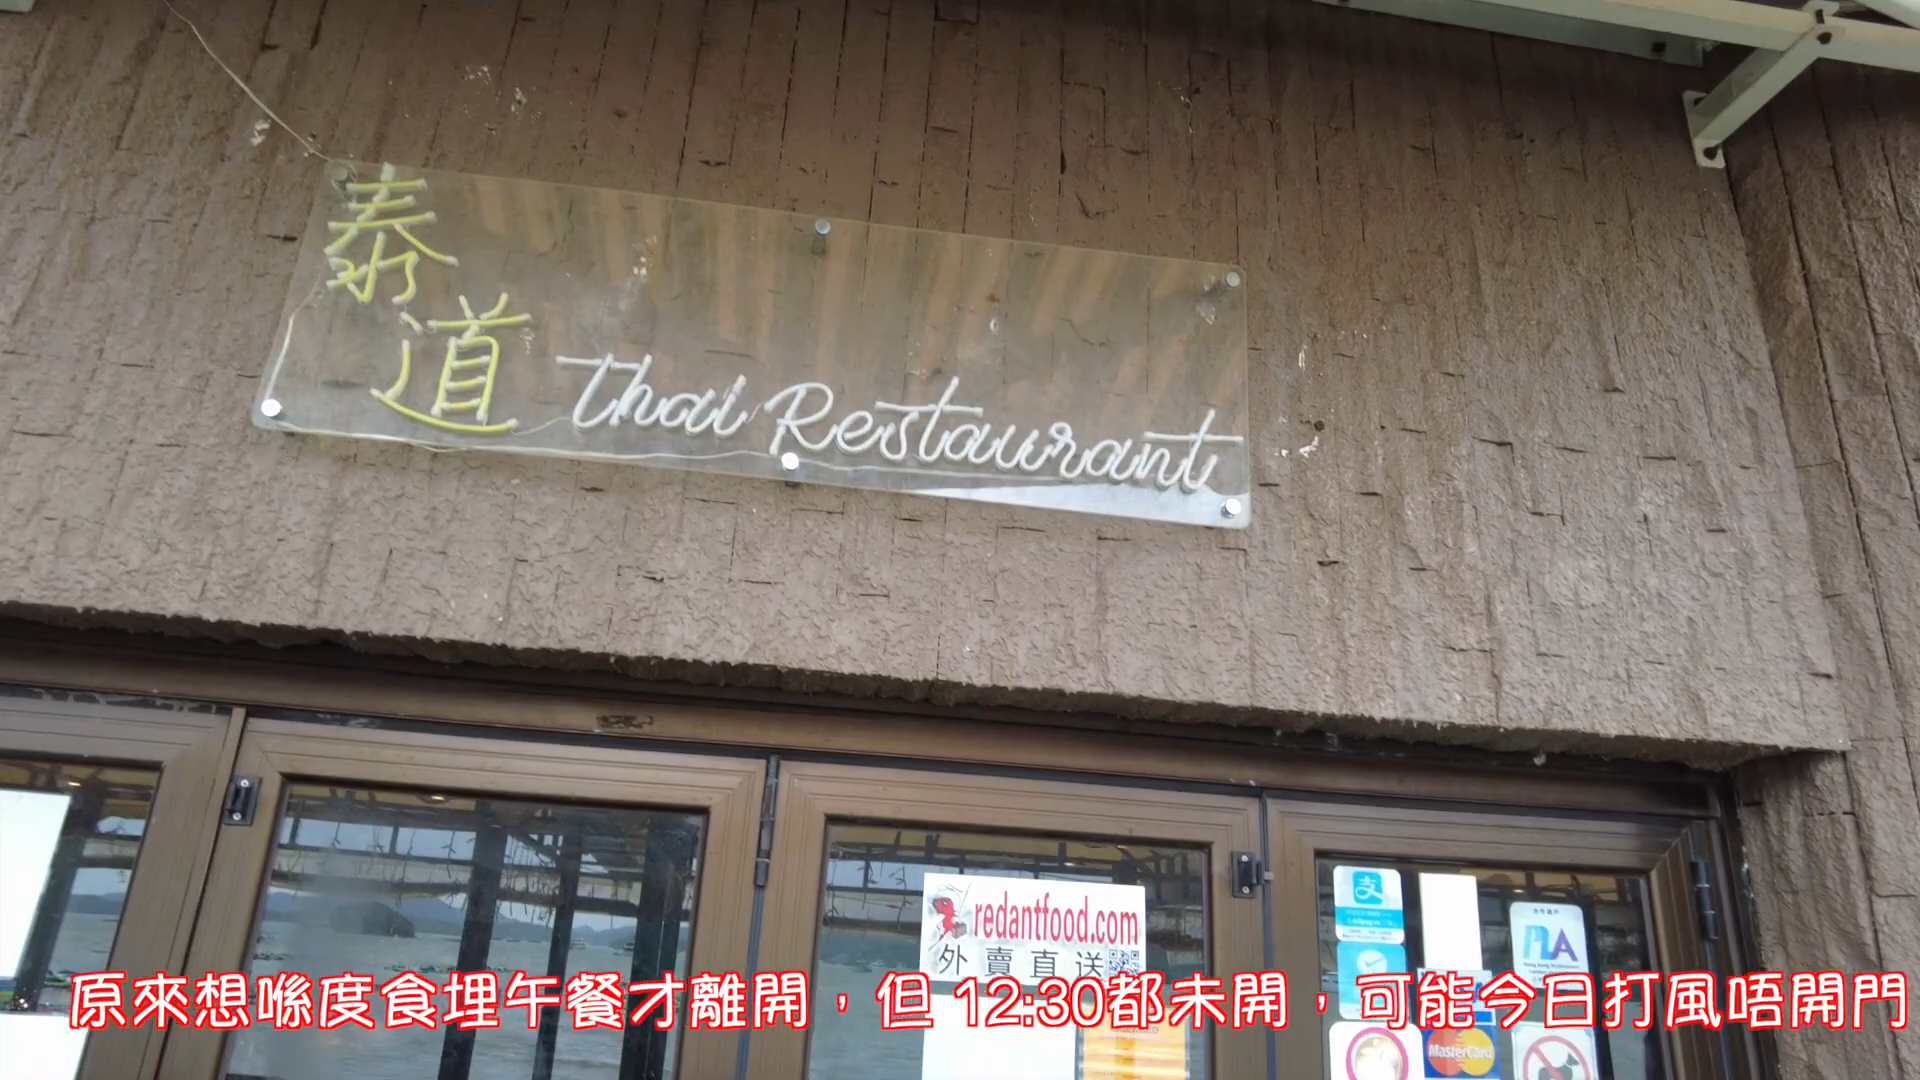 泰道
Thai Restaurant
redantfood.com
外賣直送
原來想喺度食埋午餐才離開，但 12:30都未開，可能今日打風唔開門
MasterCard